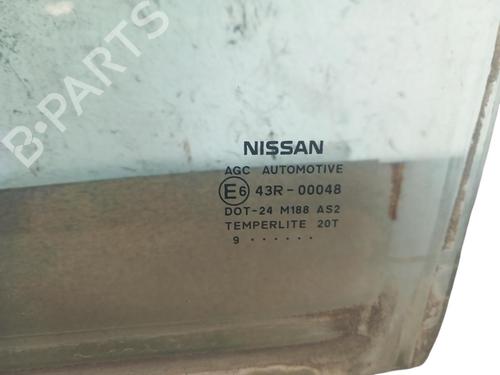 B-PARTS
NISSAN
AGC AUTOMOTIVE
E6 43R-00048
DOT-24 M188 AS2
TEMPERLITE 20T
9 ······